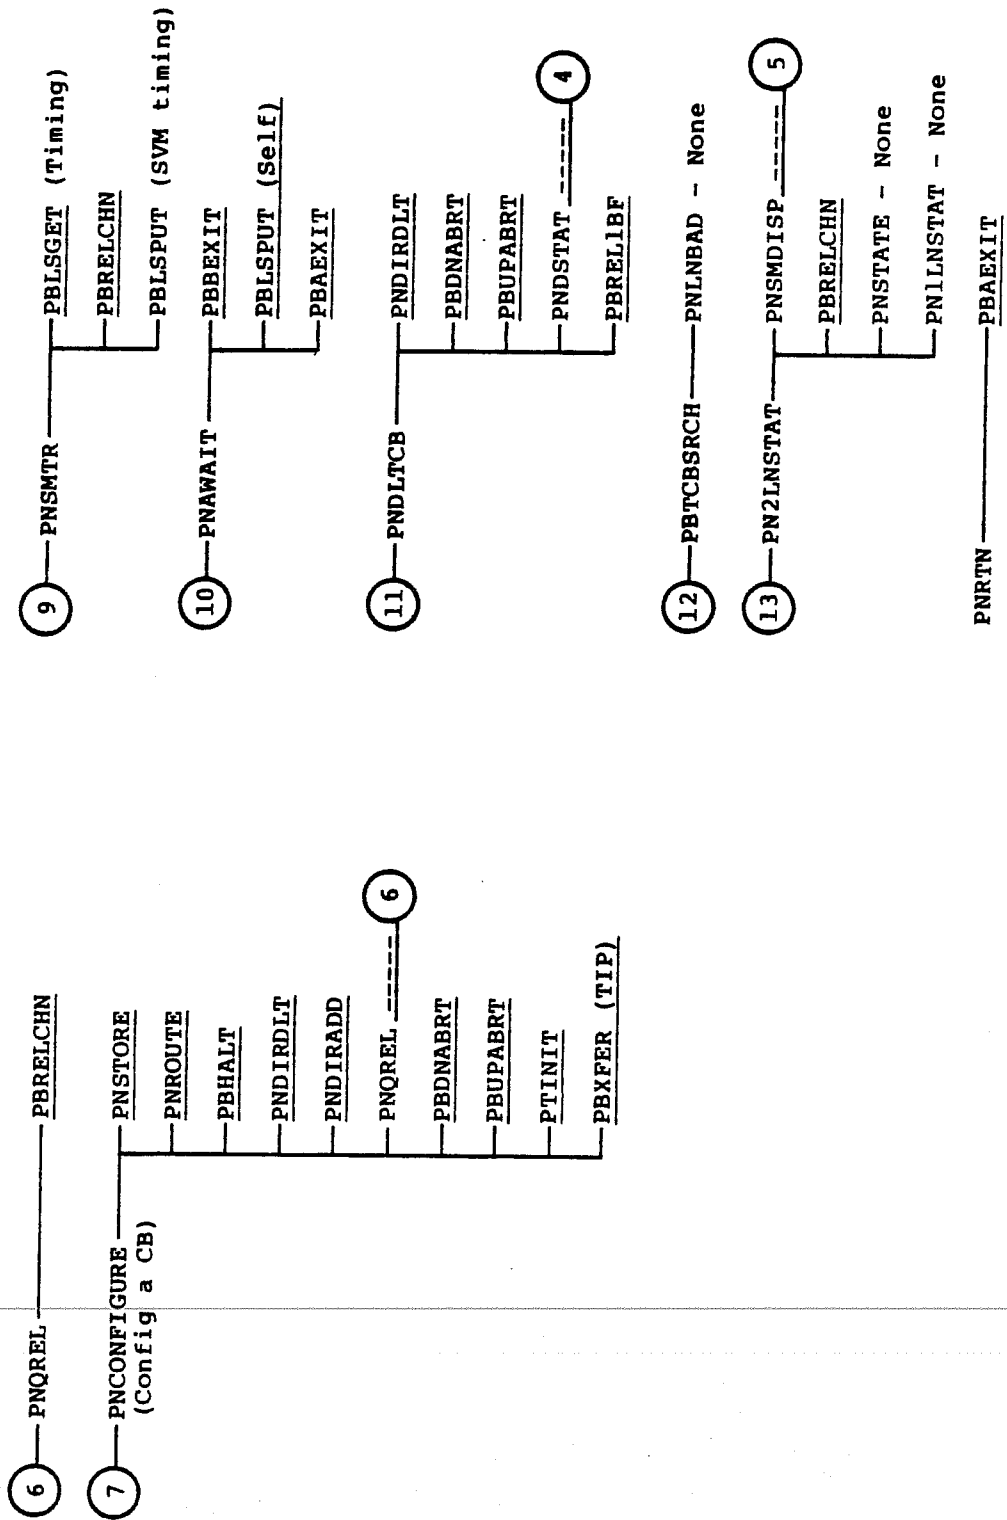 6 PNQREL PBRELCHN
7 PNCONFIGURE PNSTORE
(Config a CB)
PNROUTE
PBHALT
PNDIRDLT
PNDIRADD
PNQREL ----- 6
PBDNABRT
PBUPABRT
PTINIT
PBXFER (TIP)
9 PNSMTR PBLSGET (Timing)
PBRELCHN
PBLSPUT (SVM timing)
10 PNAWAIT PBBEXIT
PBLSPUT (Self)
PBAEXIT
11 PNDLTCB PNDIRDLT
PBDNABRT
PBUPABRT
PNDSTAT ----- 4
PBREL1BF
12 PBTCBSRCH PNLNBAD - None
13 PN2LNSTAT PNSMDISP ----- 5
PBRELCHN
PNSTATE - None
PN1LNSTAT - None
PNRTN PBAEXIT